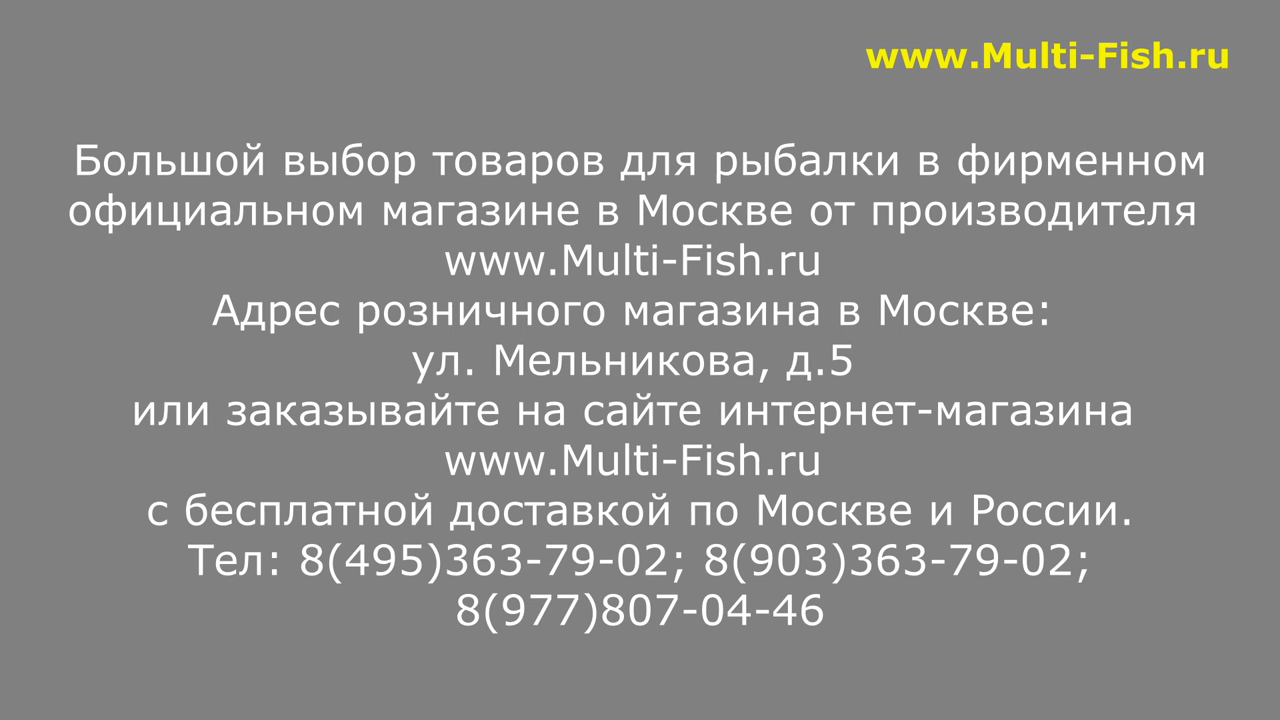 www.Multi-Fish.ru
Большой выбор товаров для рыбалки в фирменном
официальном магазине в Москве от производителя
www.Multi-Fish.ru
Адрес розничного магазина в Москве:
ул. Мельникова, д.5
или заказывайте на сайте интернет-магазина
www.Multi-Fish.ru
с бесплатной доставкой по Москве и России.
Тел: 8(495)363-79-02; 8(903)363-79-02;
8(977)807-04-46